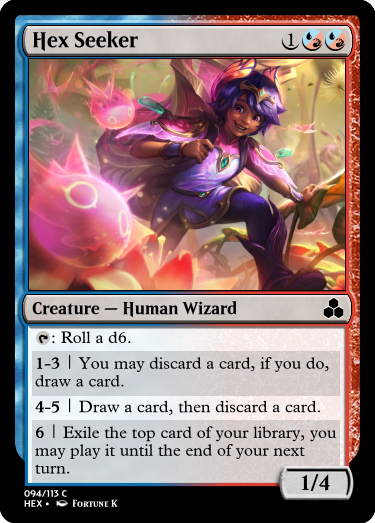 Hex Seeker 1
Creature — Human Wizard
: Roll a d6.
1-3 | You may discard a card, if you do,
draw a card.
4-5 | Draw a card, then discard a card.
6 | Exile the top card of your library, you
may play it until the end of your next
turn.
1/4
094/113 C
HEX • Fortune K